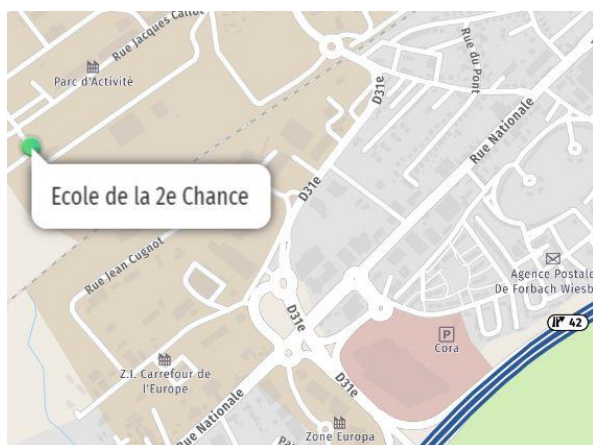 Rue Jacques Callot
Parc d'Activité
D31e
Rue du Pont
Rue Nationale
Ecole de la 2e Chance
D31e
Rue Jean Cugnot
Agence Postale
De Forbach Wiesb
42
D31e
P
Cora
Z.I. Carrefour de
l'Europe
D31e
Rue Nationale
Zone Europa